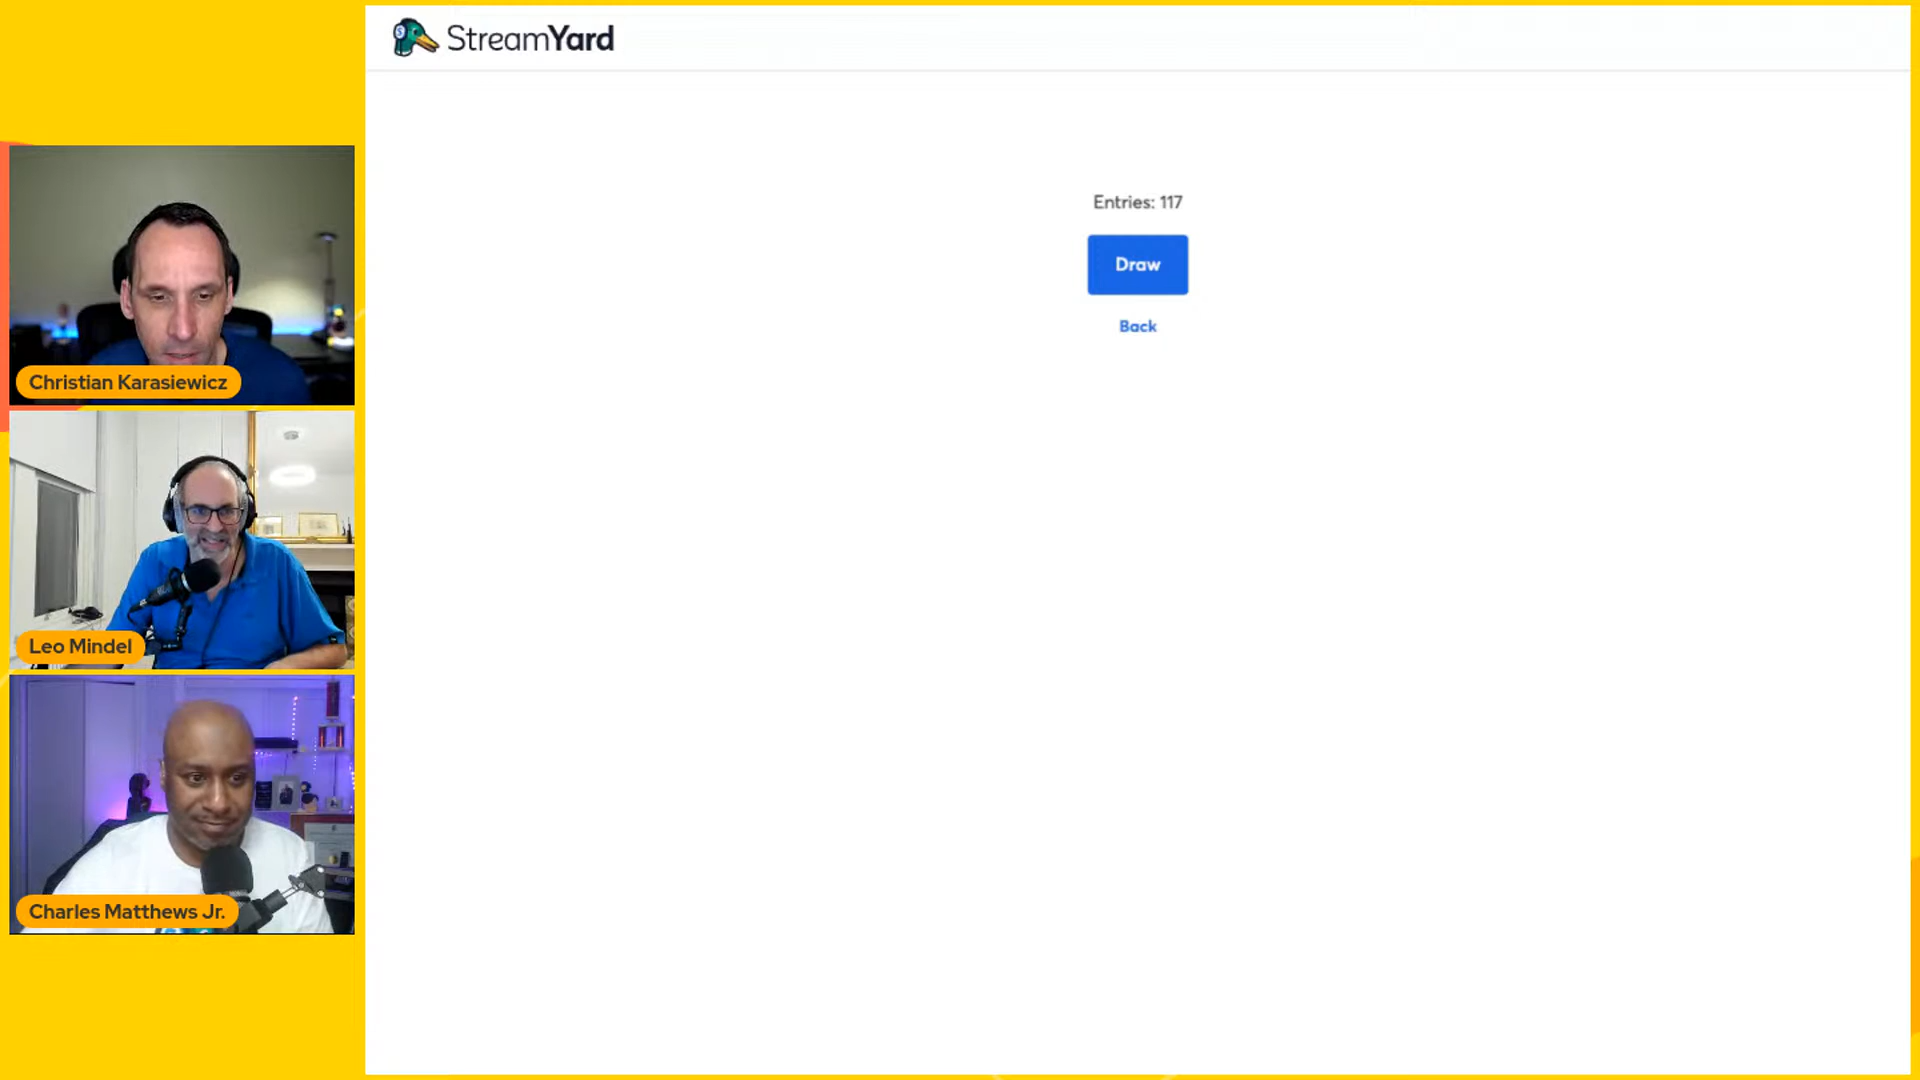 StreamYard
Entries: 117
Draw
Back
Christian Karasiewicz
Leo Mindel
Charles Matthews Jr.